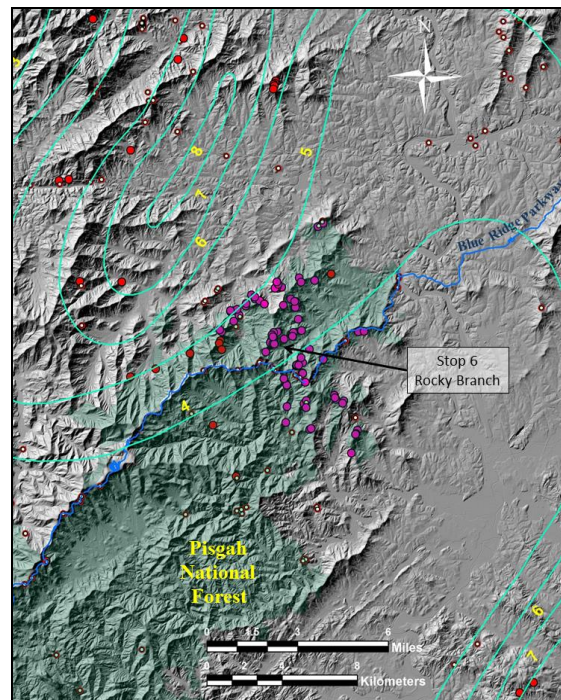 N
8
7
6
5
Blue Ridge Parkway
Stop 6
Rocky Branch
4
Pisgah
National
Forest
6
7
0 1.5 3 6
Miles
0 2 4 8
Kilometers